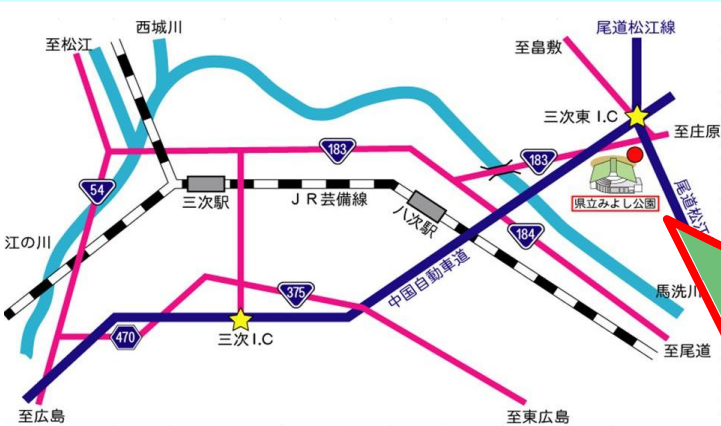 西城川
尾道松江線
至松江
至畠敷
三次東 I.C
至庄原
183
183
54
三次駅
JR芸備線
八次駅
県立みよし公園
尾道松江
184
江の川
中国自動車道
375
馬洗川
470
三次I.C
至尾道
至広島
至東広島